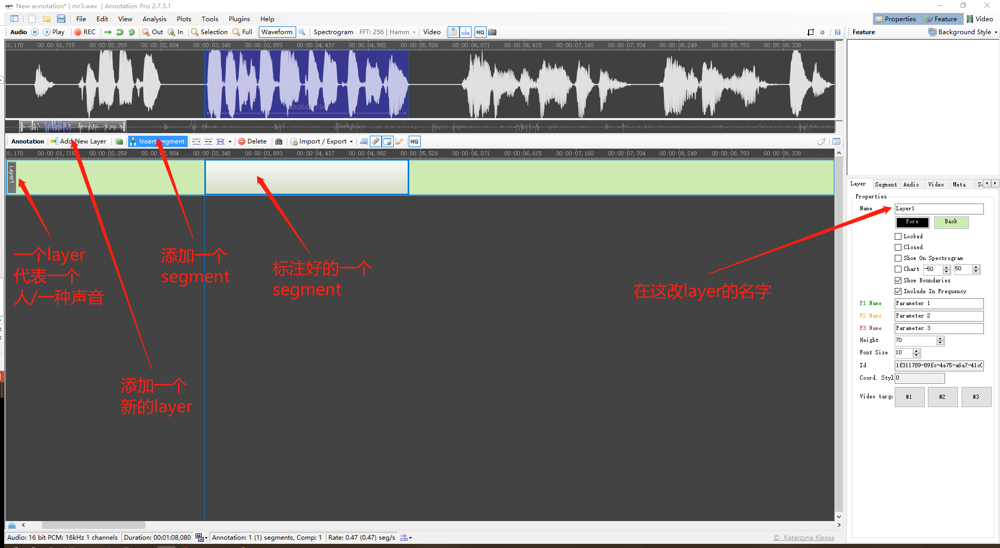 New annotation* | mr3.wav | Annotation Pro 2.7.3.1
File Edit View Analysis Plots Tools Plugins Help
Properties Feature Video
Audio Play REC Out In Selection Full Waveform Spectrogram FFT: 256 | Hamm Video HQ
Feature Background Style
01, 170 00:00:01, 715 00:00:02, 259 00:00:02, 804 00:00:03, 348 00:00:03, 893 00:00:04, 437 00:00:04, 982 00:00:05, 526 00:00:06, 071 00:00:06, 615 00:00:07, 160 00:00:07, 704 00:00:08, 249 00:00:08, 793 00:00:09, 338
Annotation Add New Layer Insert segment Delete Import / Export HQ
01, 170 00:00:01, 715 00:00:02, 259 00:00:02, 804 00:00:03, 348 00:00:03, 893 00:00:04, 437 00:00:04, 982 00:00:05, 526 00:00:06, 071 00:00:06, 615 00:00:07, 160 00:00:07, 704 00:00:08, 249 00:00:08, 793 00:00:09, 338
Layer1
一个layer
代表一个
人/一种声音
添加一个
segment
标注好的一个
segment
在这改layer的名字
添加一个
新的layer
Layer Segment Audio Video Meta
Properties
Name Layer1
Fore Back
Locked
Closed
Show On Spectrogram
Chart -50 50
Show Boundaries
Include In Frequency
P1 Name Parameter 1
P2 Name Parameter 2
P3 Name Parameter 3
Height 70
Font Size 10
Id 1f311789-89fc-4e75-a6a7-41c0
Coord. Styl 0
Video targe #1 #2 #3
Audio: 16 bit PCM: 16kHz 1 channels Duration: 00:01:08,080 Annotation: 1 (1) segments, Comp: 1 Rate: 0.47 (0.47) seg/s
© Katarzyna Klessa